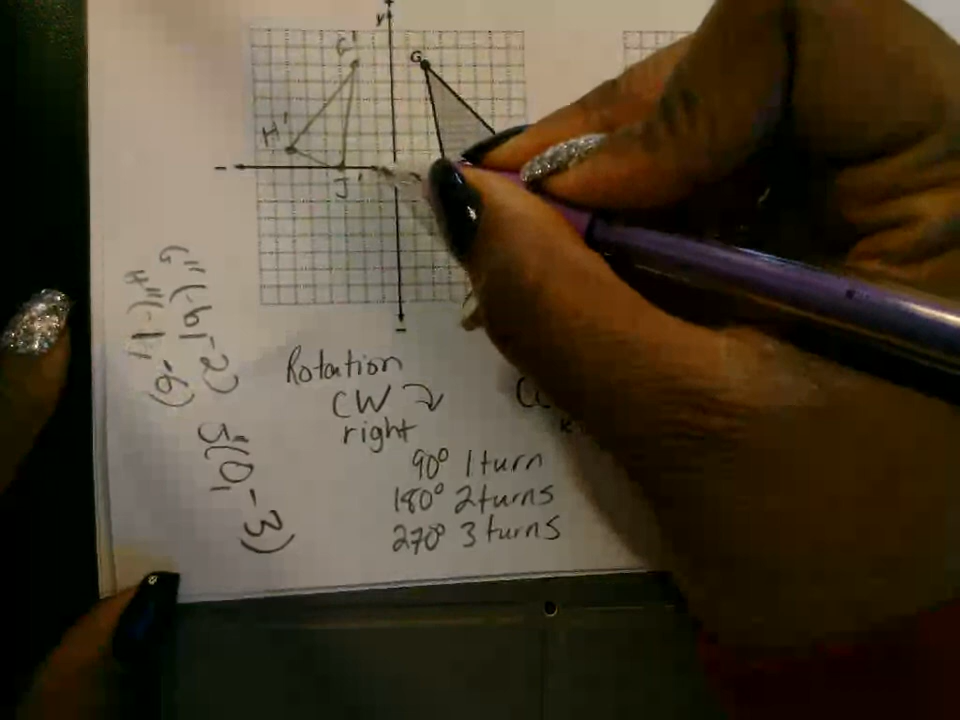 y
G'
G
H'
J'
G"(-6,-2)
H"(-1,-6)
J"(0,-3)
Rotation
CW
right
90° 1 turn
180° 2 turns
270° 3 turns